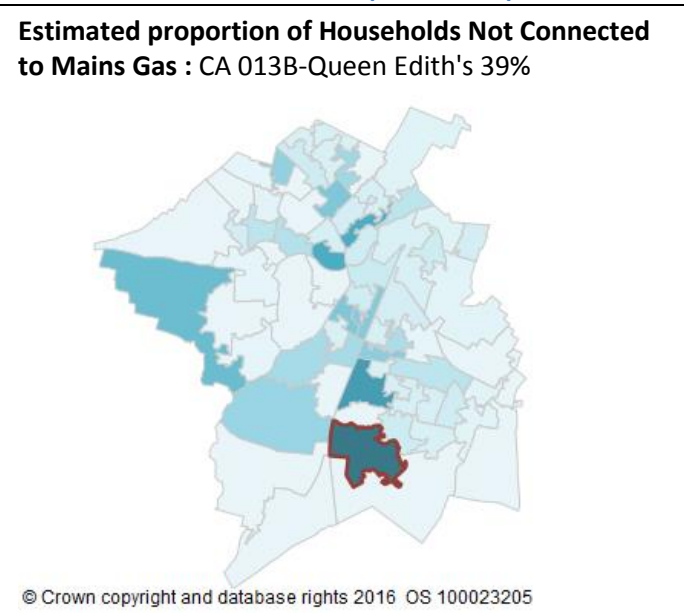 Estimated proportion of Households Not Connected
to Mains Gas : CA 013B-Queen Edith's 39%
© Crown copyright and database rights 2016 OS 100023205